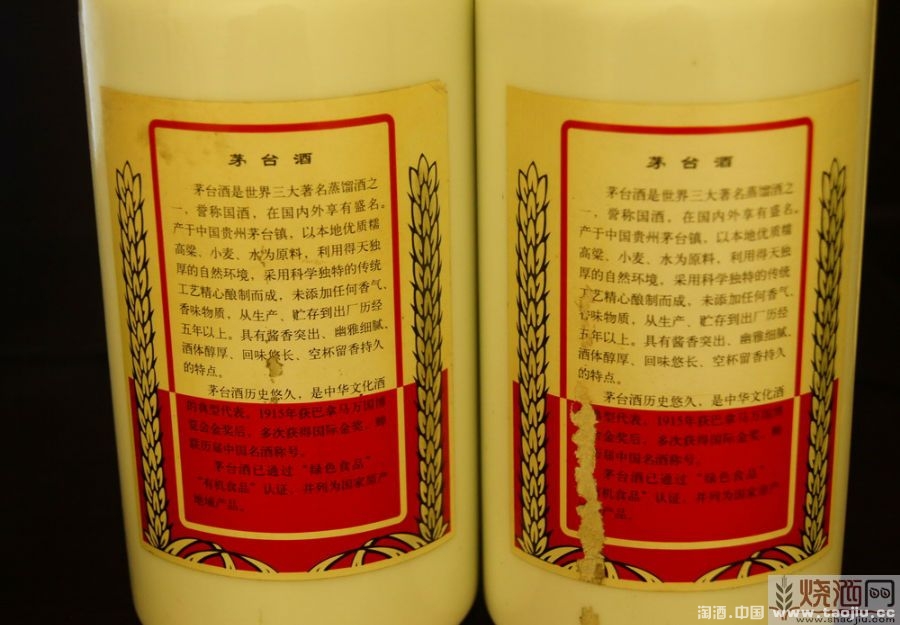 茅台酒
茅台酒是世界三大著名蒸馏酒之
一，誉称国酒，在国内外享有盛名。
产于中国贵州茅台镇，以本地优质糯
高粱、小麦、水为原料，利用得天独
厚的自然环境，采用科学独特的传统
工艺精心酿制而成，未添加任何香气、
香味物质，从生产、贮存到出厂历经
五年以上。具有酱香突出、幽雅细腻、
酒体醇厚、回味悠长、空杯留香持久
的特点。
茅台酒历史悠久，是中华文化酒
的典型代表。1915年获巴拿马万国博
览会金奖后，多次获得国际金奖，蝉
联历届中国名酒称号。
茅台酒已通过“绿色食品”、
“有机食品”认证，并列为国家原产
地域产品。
茅台酒
茅台酒是世界三大著名蒸馏酒之
一，誉称国酒，在国内外享有盛名。
产于中国贵州茅台镇，以本地优质糯
高粱、小麦、水为原料，利用得天独
厚的自然环境，采用科学独特的传统
工艺精心酿制而成，未添加任何香气、
香味物质，从生产、贮存到出厂历经
五年以上。具有酱香突出、幽雅细腻、
酒体醇厚、回味悠长、空杯留香持久
的特点。
茅台酒历史悠久，是中华文化酒
典型代表。1915年获巴拿马万国博
会金奖后，多次获得国际金奖，蝉
历届中国名酒称号。
茅台酒已通过“绿色食品”、
机食品”认证，并列为国家原产
产品。
淘酒.中国 www.taojiu.cc
烧酒网
www.shaojiu.com